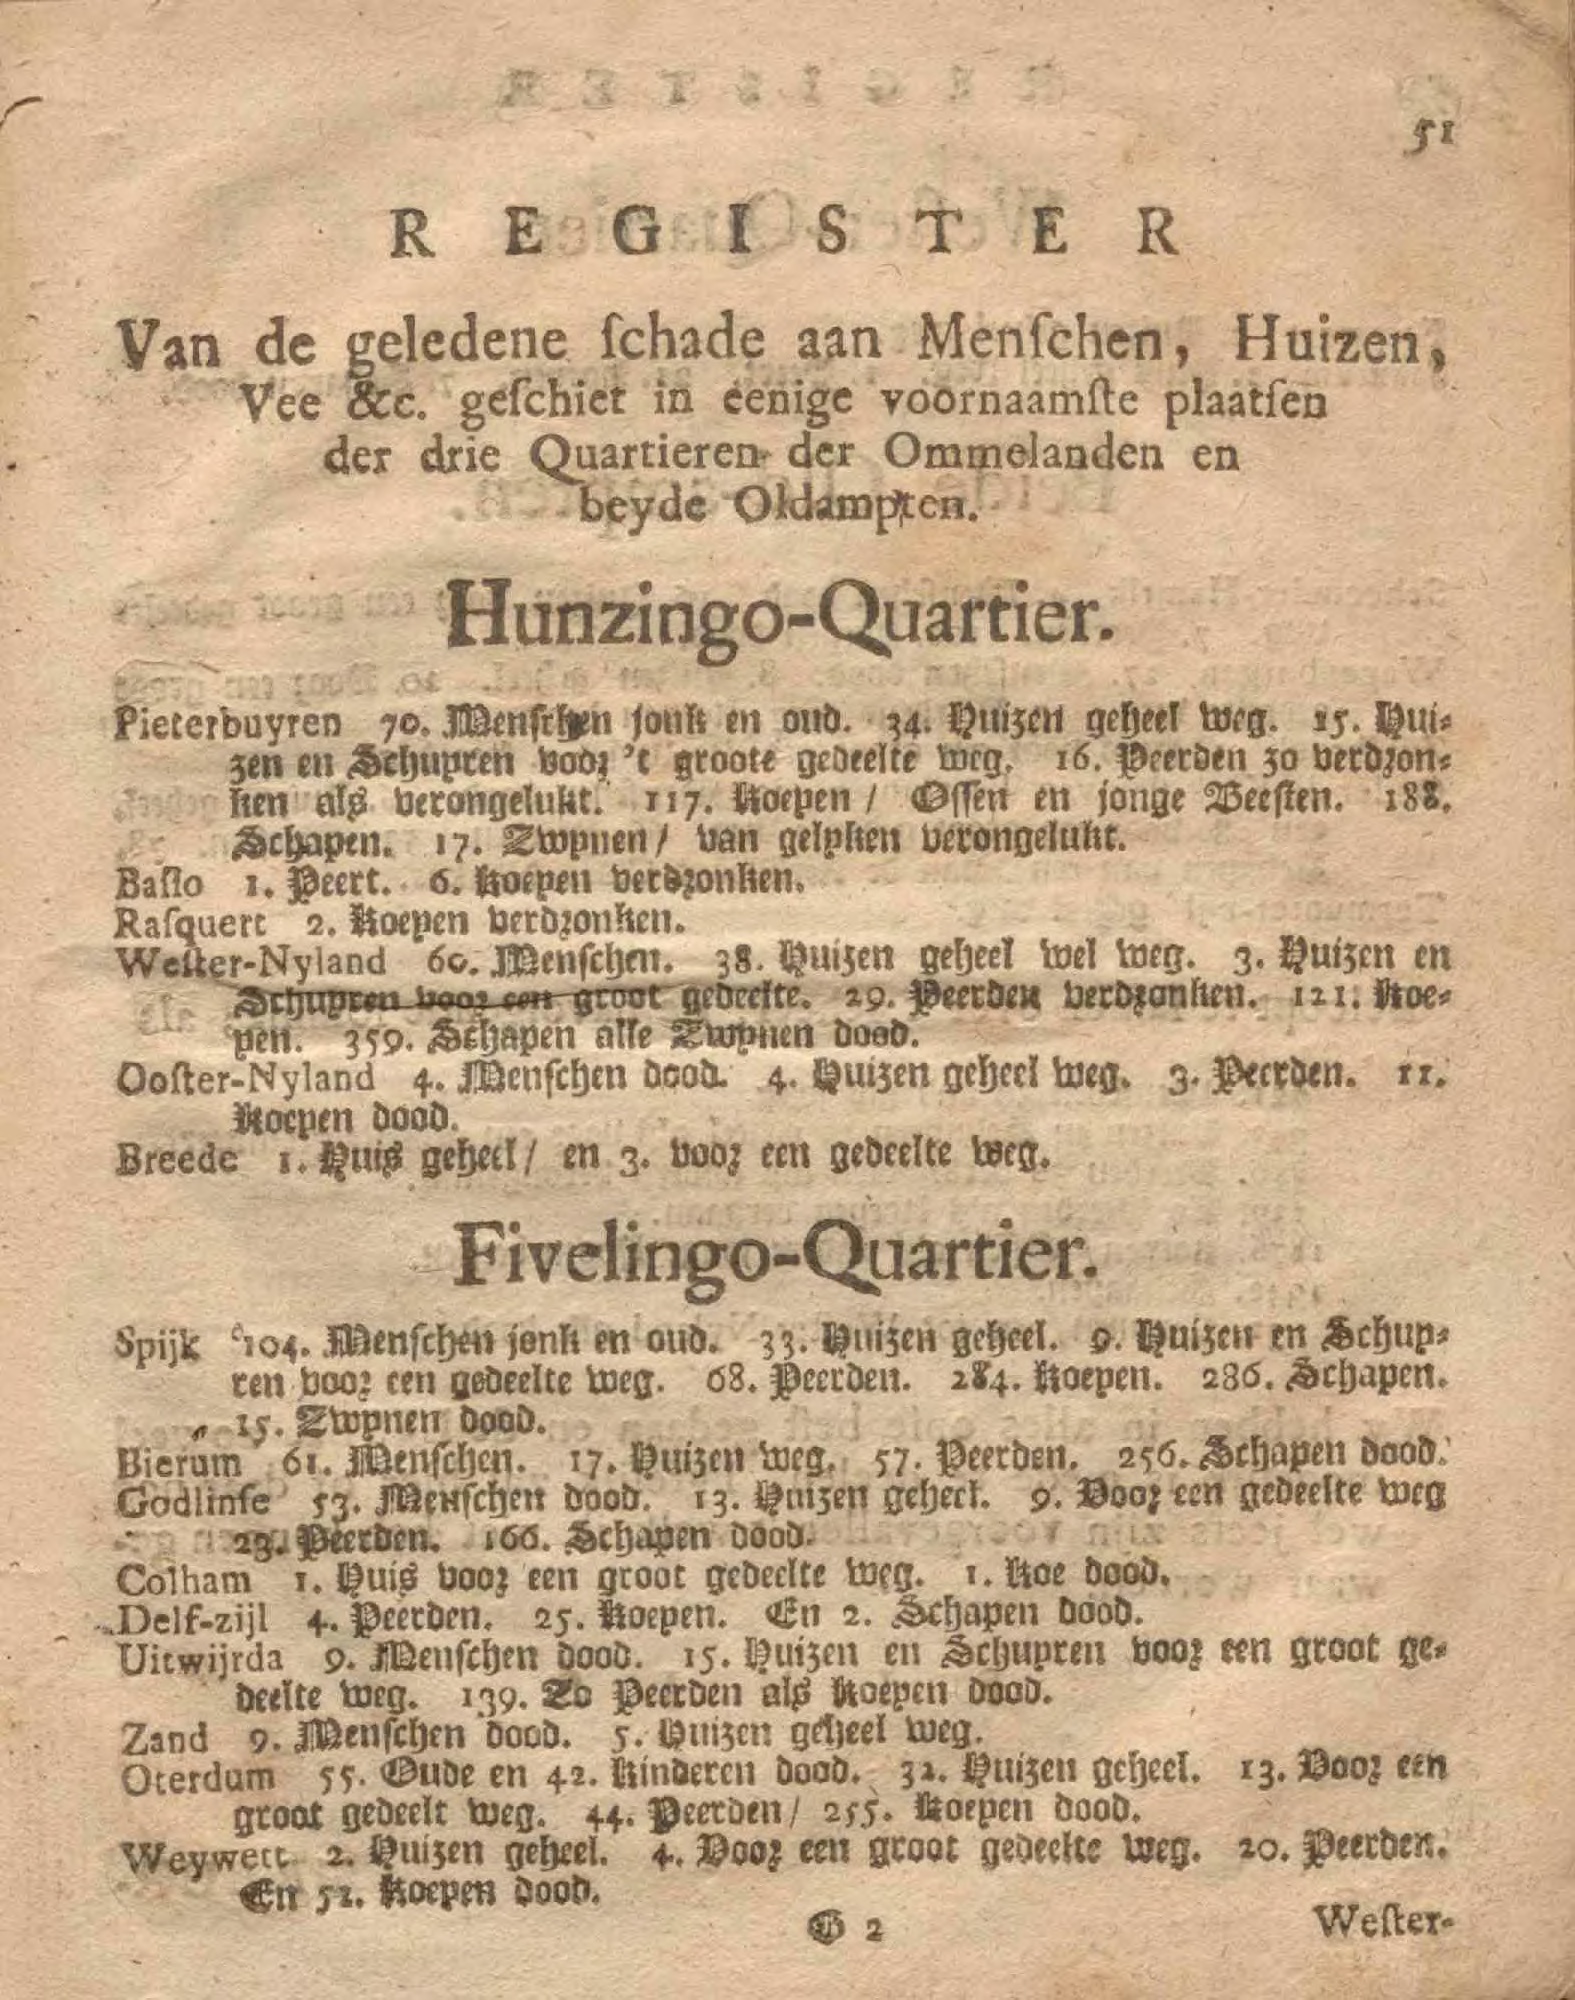 51
REGISTER
Van de geledene ſchade aan Menſchen, Huizen,
Vee &c. geſchiet in eenige voornaamſte plaatſen
der drie Quartieren der Ommelanden en
beyde Oldampten.
Hunzingo-Quartier.
Pieterbuyren 70. Menſchen jonk en oud. 34. Huizen geheel weg. 15. Hui-
zen en Schuyren voor 't groote gedeelte weg. 16. Peerden zo verdron-
ken als verongelukt. 117. Koeyen / Oſſen en jonge Beeſten. 188.
Schapen. 17. Zwynen / van gelyken verongelukt.
Baflo 1. Peert. 6. Koeyen verdronken.
Raſquert 2. Koeyen verdronken.
Weſter-Nyland 60. Menſchen. 38. Huizen geheel wel weg. 3. Huizen en
Schuyren voor een groot gedeelte. 29. Peerden verdronken. 121. Koe-
yen. 359. Schapen alle Zwynen dood.
Ooſter-Nyland 4. Menſchen dood. 4. Huizen geheel weg. 3. Peerden. 11.
Koeyen dood.
Breede 1. Huis geheel / en 3. voor een gedeelte weg.
Fivelingo-Quartier.
Spijk 104. Menſchen jonk en oud. 33. Huizen geheel. 9. Huizen en Schuy-
ren voor een gedeelte weg. 68. Peerden. 284. Koeyen. 286. Schapen.
15. Zwynen dood.
Bierum 61. Menſchen. 17. Huizen weg. 57. Peerden. 256. Schapen dood.
Godlinſe 53. Menſchen dood. 13. Huizen geheel. 9. Voor een gedeelte weg
23. Peerden. 166. Schapen dood.
Colham 1. Huis voor een groot gedeelte weg. 1. Koe dood.
Delf-zijl 4. Peerden. 25. Koeyen. En 2. Schapen dood.
Uitwijrda 9. Menſchen dood. 15. Huizen en Schuyren voor een groot ge-
deelte weg. 139. Zo Peerden als Koeyen dood.
Zand 9. Menſchen dood. 5. Huizen geheel weg.
Oterdum 55. Oude en 42. Kinderen dood. 32. Huizen geheel. 13. Voor een
groot gedeelt weg. 44. Peerden / 255. Koeyen dood.
Weywert 2. Huizen geheel. 4. Voor een groot gedeelte weg. 20. Peerden.
En 52. Koeyen dood.
G 2
Weſter-